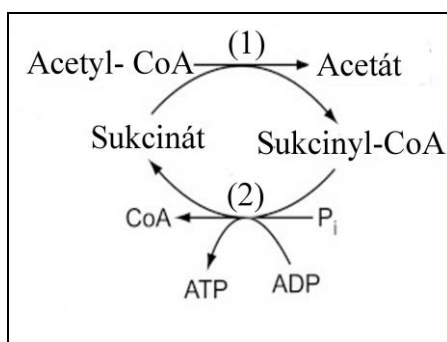 (1)
Acetyl- CoA Acetát
Sukcinát Sukcinyl-CoA
(2)
CoA Pi
ATP ADP